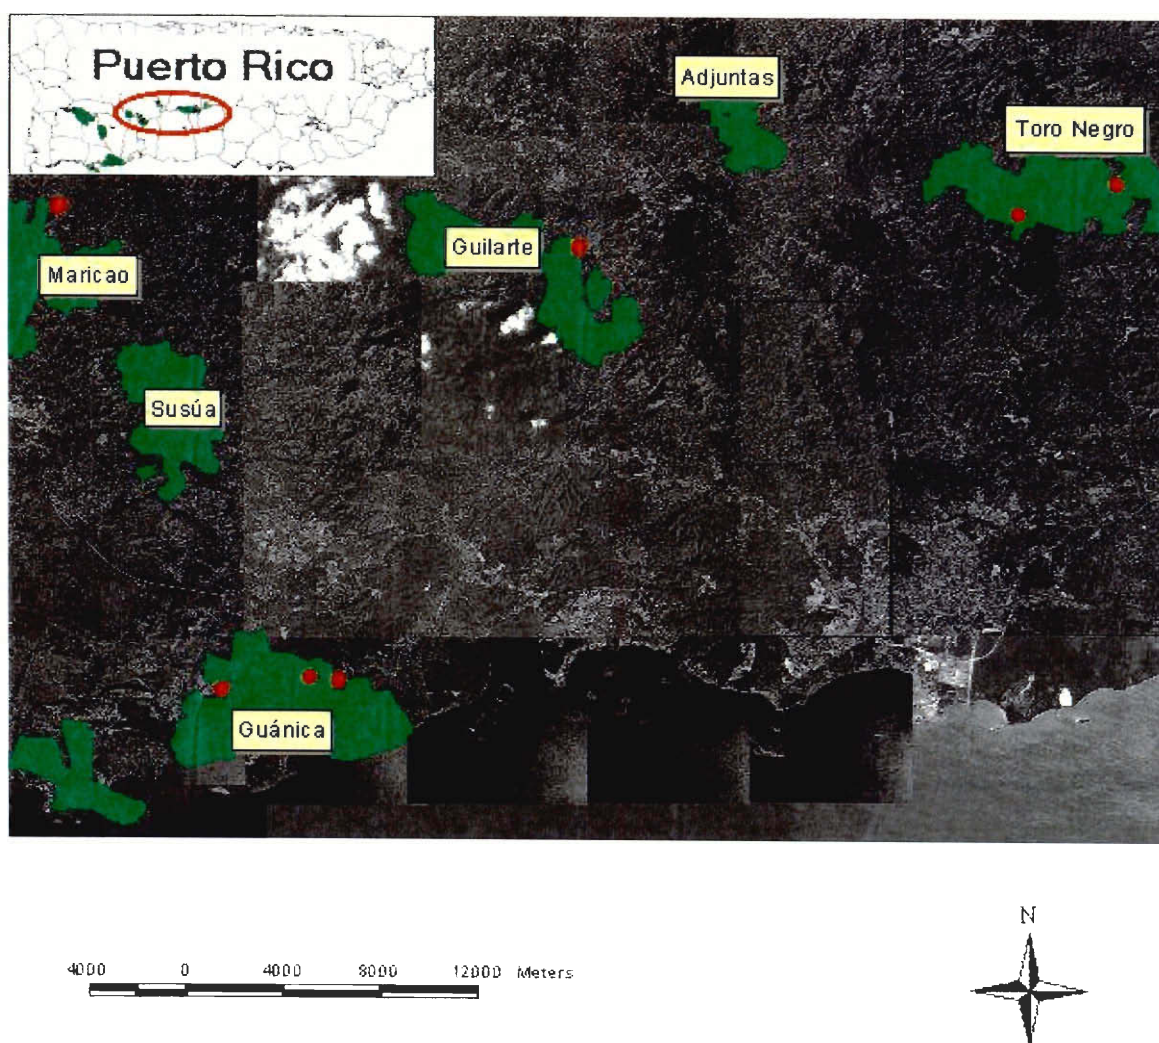 Puerto Rico
Adjuntas
Toro Negro
Guilarte
Maricao
Susúa
Guánica
N
4000 0 4000 8000 12000 Meters